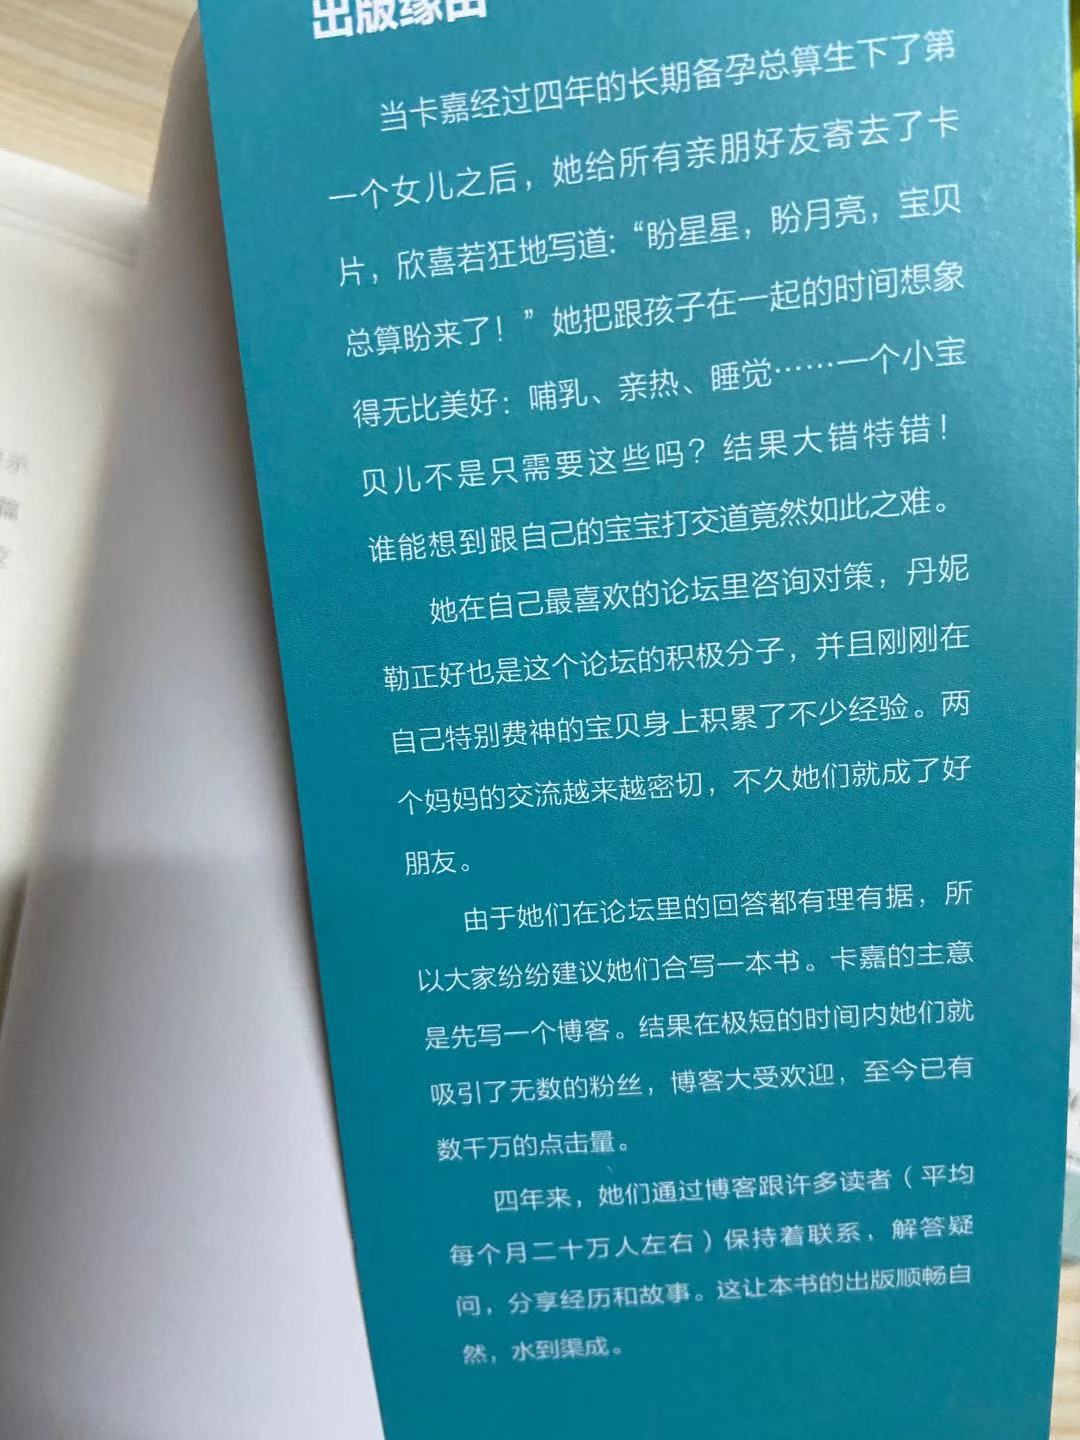 出版缘由
当卡嘉经过四年的长期备孕总算生下了第
一个女儿之后，她给所有亲朋好友寄去了卡
片，欣喜若狂地写道：“盼星星，盼月亮，宝贝
总算盼来了！”她把跟孩子在一起的时间想象
得无比美好：哺乳、亲热、睡觉……一个小宝
贝儿不是只需要这些吗？结果大错特错！
谁能想到跟自己的宝宝打交道竟然如此之难。
她在自己最喜欢的论坛里咨询对策，丹妮
勒正好也是这个论坛的积极分子，并且刚刚在
自己特别费神的宝贝身上积累了不少经验。两
个妈妈的交流越来越密切，不久她们就成了好
朋友。
由于她们在论坛里的回答都有理有据，所
以大家纷纷建议她们合写一本书。卡嘉的主意
是先写一个博客。结果在极短的时间内她们就
吸引了无数的粉丝，博客大受欢迎，至今已有
数千万的点击量。
四年来，她们通过博客跟许多读者（平均
每个月二十万人左右）保持着联系，解答疑
问，分享经历和故事。这让本书的出版顺畅自
然，水到渠成。